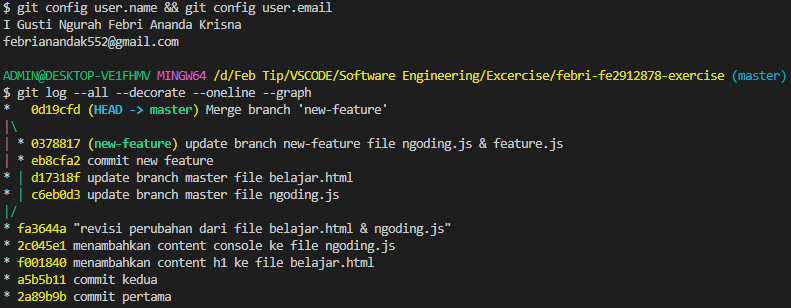 $ git config user.name && git config user.email
I Gusti Ngurah Febri Ananda Krisna
febrianandak552@gmail.com
ADMIN@DESKTOP-VE1FHMV MINGW64 /d/Feb Tip/VSCODE/Software Engineering/Excercise/febri-fe2912878-exercise (master)
$ git log --all --decorate --oneline --graph
*   0d19cfd (HEAD -> master) Merge branch 'new-feature'
|\
| * 0378817 (new-feature) update branch new-feature file ngoding.js & feature.js
| * eb8cfa2 commit new feature
* | d17318f update branch master file belajar.html
* | c6eb0d3 update branch master file ngoding.js
|/
* fa3644a "revisi perubahan dari file belajar.html & ngoding.js"
* 2c045e1 menambahkan content console ke file ngoding.js
* f001840 menambahkan content h1 ke file belajar.html
* a5b5b11 commit kedua
* 2a89b9b commit pertama